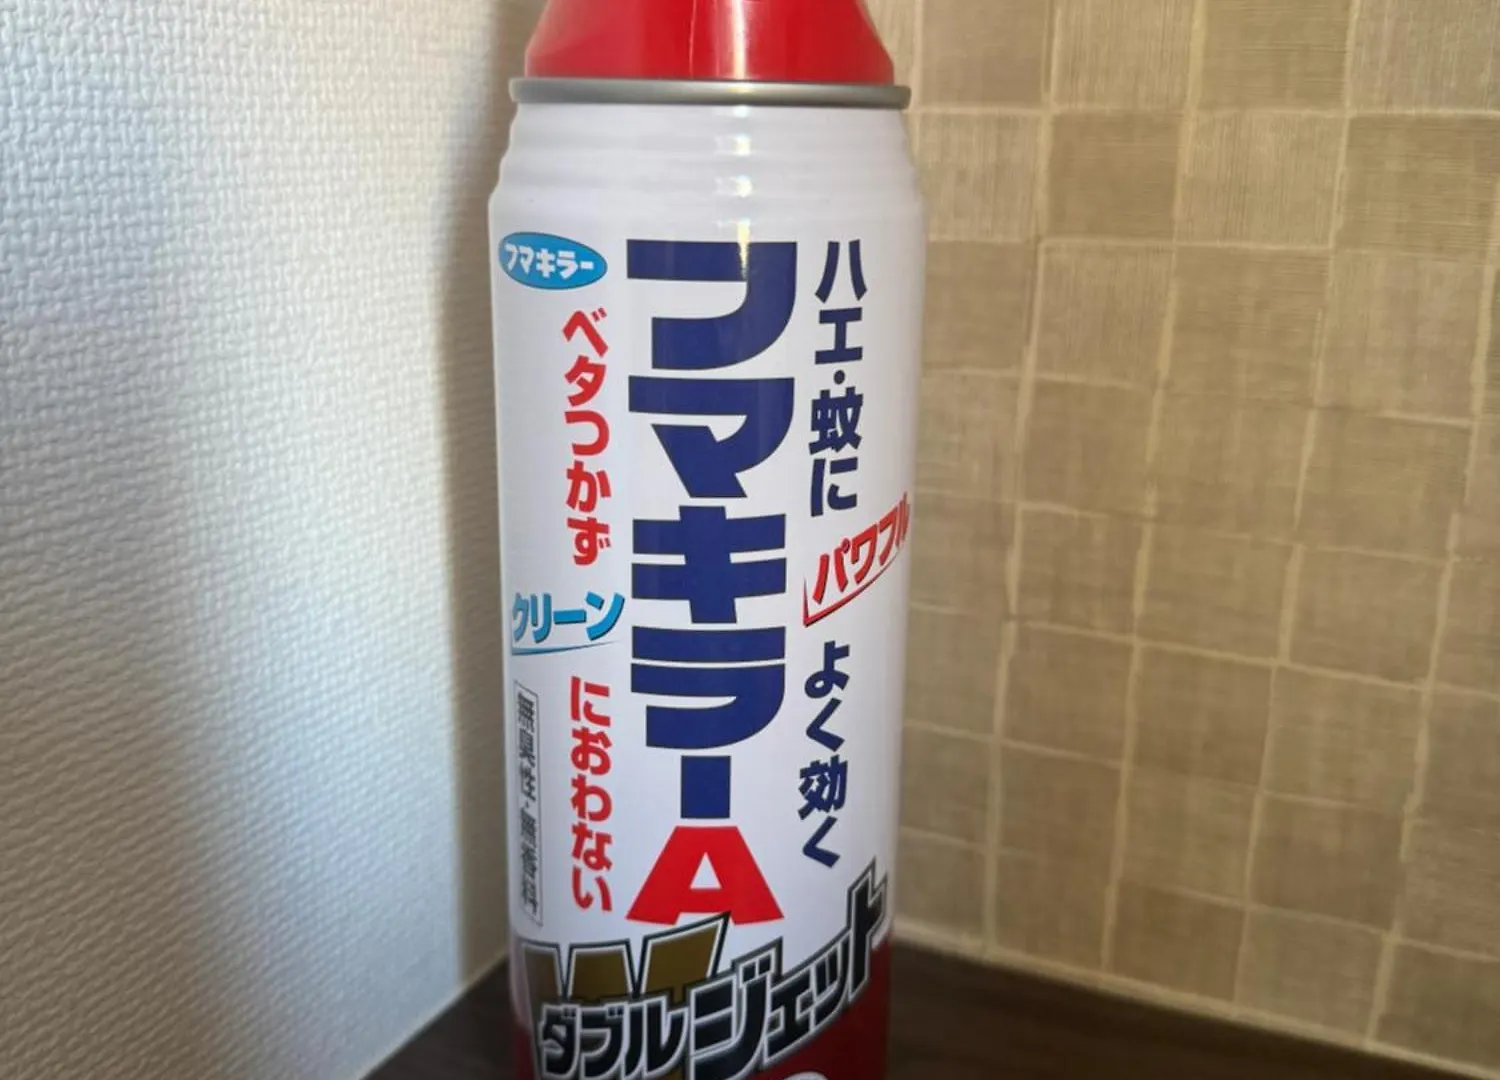 フマキラー
ハエ・蚊に
パワフル
よく効く
フマキラーA
ベタつかず
クリーン
におわない
無臭性・無香料
W
ダブルジェット